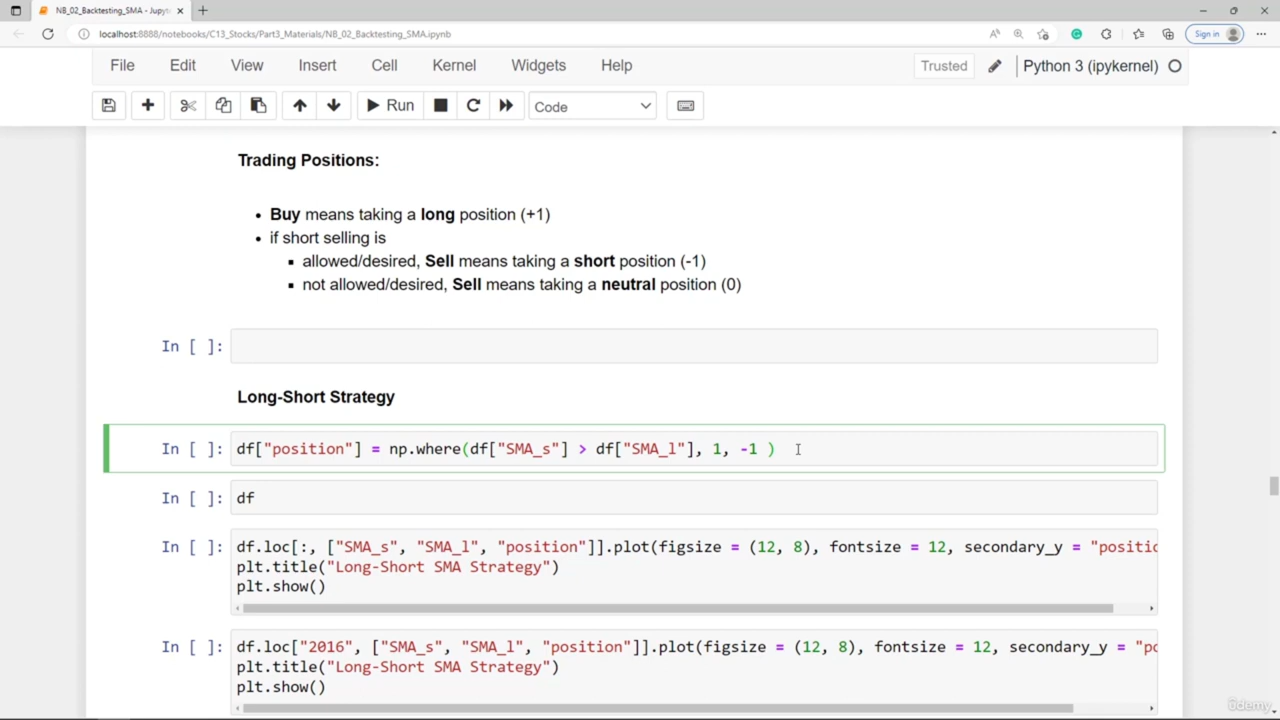 NB_02_Backtesting_SMA - Jupyt
localhost:8888/notebooks/C13_Stocks/Part3_Materials/NB_02_Backtesting_SMA.ipynb
Sign in
File Edit View Insert Cell Kernel Widgets Help Trusted Python 3 (ipykernel)
Run Code
Trading Positions:
• Buy means taking a long position (+1)
• if short selling is
▪ allowed/desired, Sell means taking a short position (-1)
▪ not allowed/desired, Sell means taking a neutral position (0)
In [ ]:
Long-Short Strategy
In [ ]: df["position"] = np.where(df["SMA_s"] > df["SMA_l"], 1, -1 )
In [ ]: df
In [ ]: df.loc[:, ["SMA_s", "SMA_l", "position"]].plot(figsize = (12, 8), fontsize = 12, secondary_y = "positio
plt.title("Long-Short SMA Strategy")
plt.show()
In [ ]: df.loc["2016", ["SMA_s", "SMA_l", "position"]].plot(figsize = (12, 8), fontsize = 12, secondary_y = "po
plt.title("Long-Short SMA Strategy")
plt.show()
ûdemy